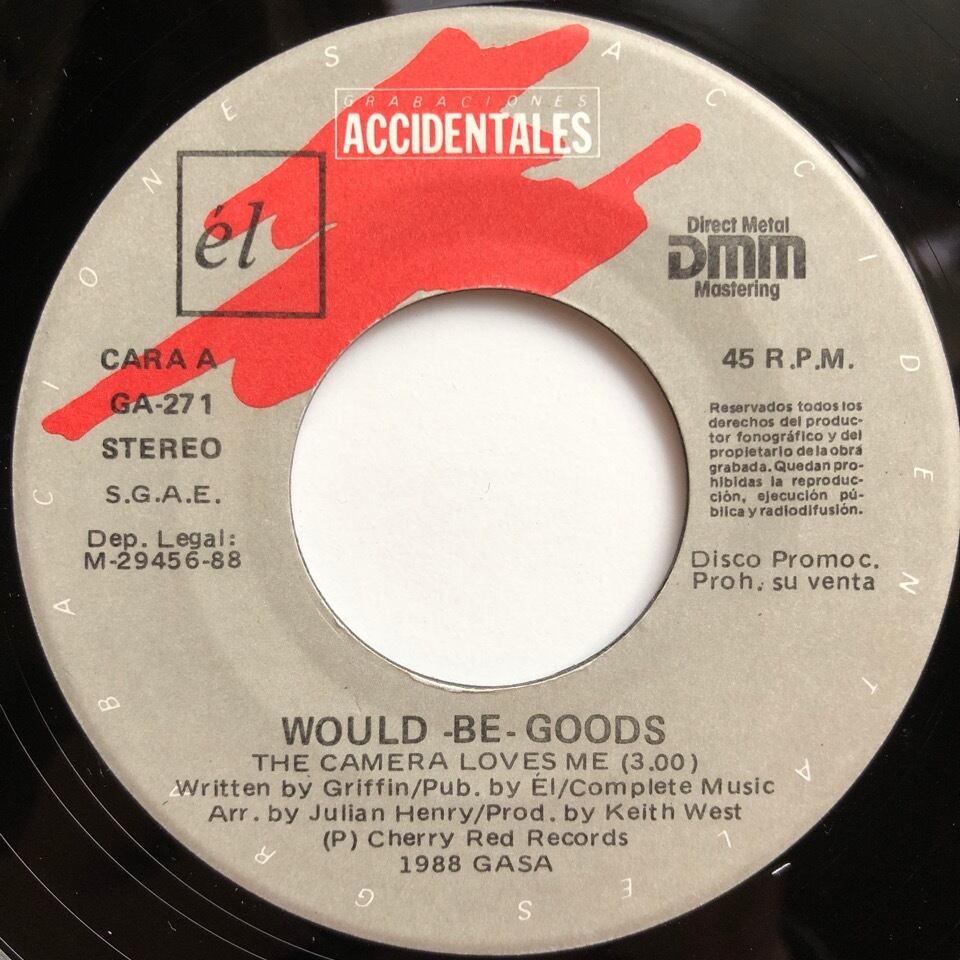 GRABACIONES
ACCIDENTALES
él
Direct Metal
DMM
Mastering
CARA A
GA-271
STEREO
S.G.A.E.
Dep. Legal:
M-29456-88
45 R.P.M.
Reservados todos los
derechos del produc-
tor fonográfico y del
propietario de la obra
grabada. Quedan pro-
hibidas la reproduc-
ción, ejecución pú-
blica y radiodifusión.
Disco Promoc.
Proh. su venta
WOULD -BE- GOODS
THE CAMERA LOVES ME (3.00)
Written by Griffin/Pub. by Él/Complete Music
Arr. by Julian Henry/Prod. by Keith West
(P) Cherry Red Records
1988 GASA
GRABACIONES ACCIDENTALES